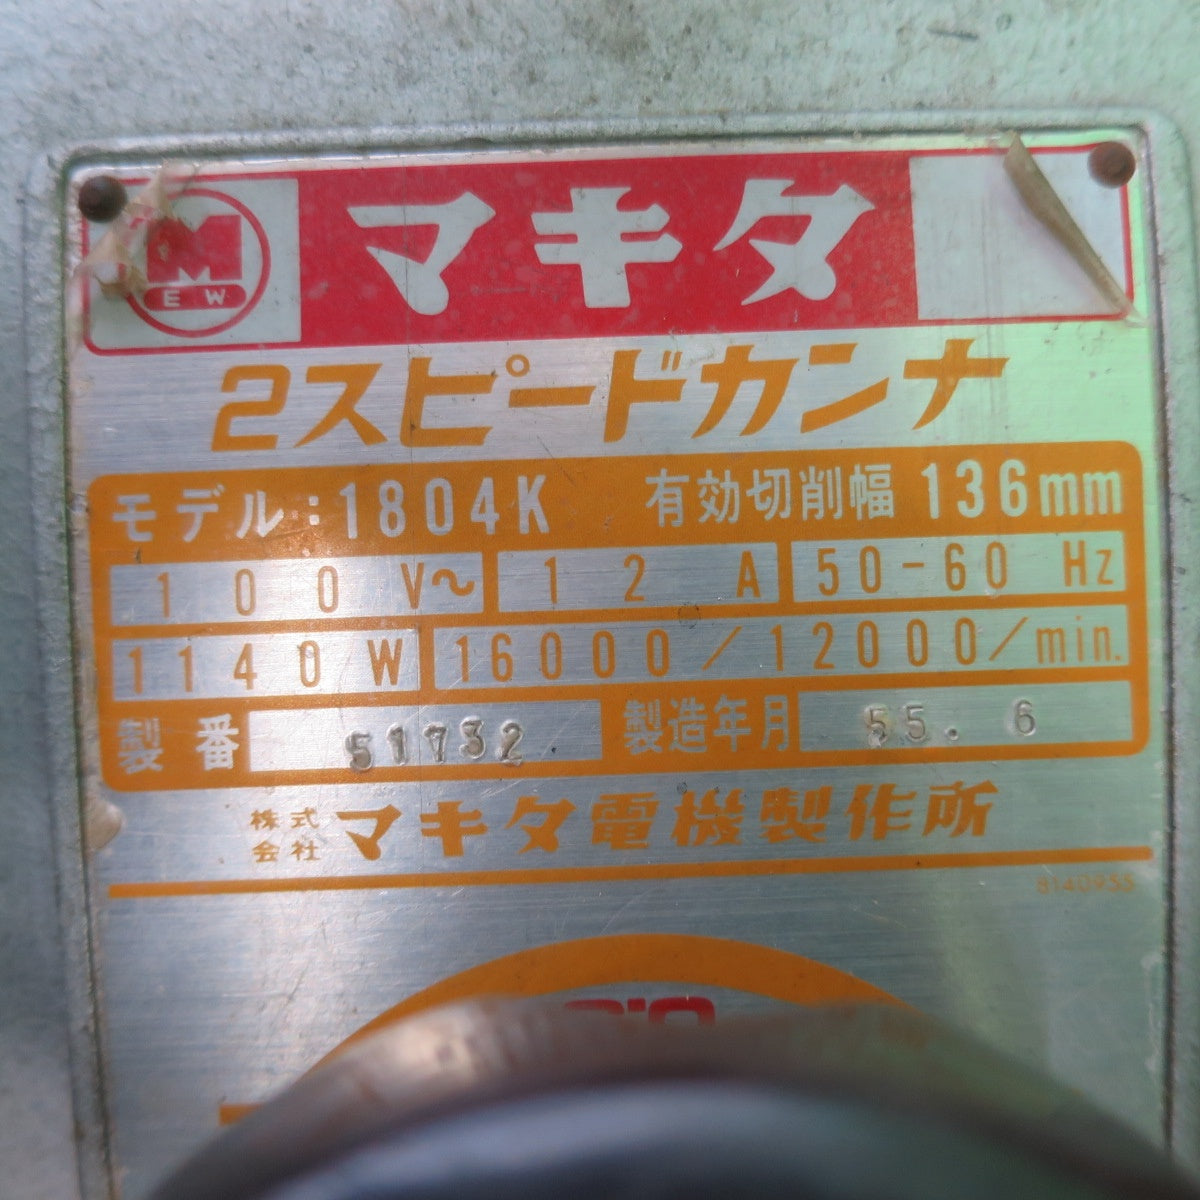 M
M
EW
マキタ
2スピードカンナ
モデル:1804K 有効切削幅 136mm
100V~ 12A 50-60Hz
1140W 16000/12000/min.
製番 51732 製造年月 55.6
株式会社 マキタ電機製作所
8140955